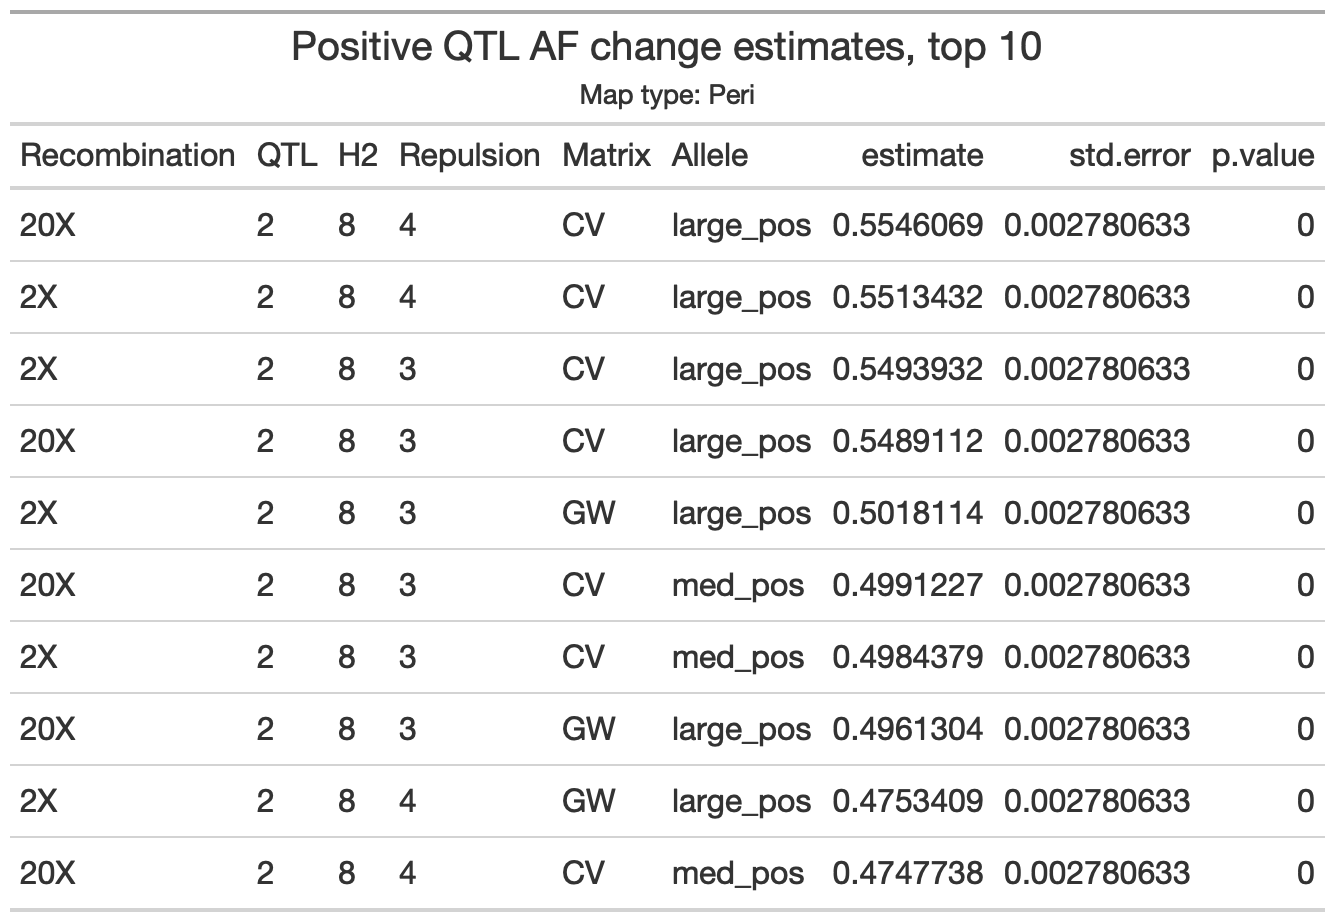 Positive QTL AF change estimates, top 10
Map type: Peri
Recombination QTL H2 Repulsion Matrix Allele estimate std.error p.value
20X 2 8 4 CV large_pos 0.5546069 0.002780633 0
2X 2 8 4 CV large_pos 0.5513432 0.002780633 0
2X 2 8 3 CV large_pos 0.5493932 0.002780633 0
20X 2 8 3 CV large_pos 0.5489112 0.002780633 0
2X 2 8 3 GW large_pos 0.5018114 0.002780633 0
20X 2 8 3 CV med_pos 0.4991227 0.002780633 0
2X 2 8 3 CV med_pos 0.4984379 0.002780633 0
20X 2 8 3 GW large_pos 0.4961304 0.002780633 0
2X 2 8 4 GW large_pos 0.4753409 0.002780633 0
20X 2 8 4 CV med_pos 0.4747738 0.002780633 0